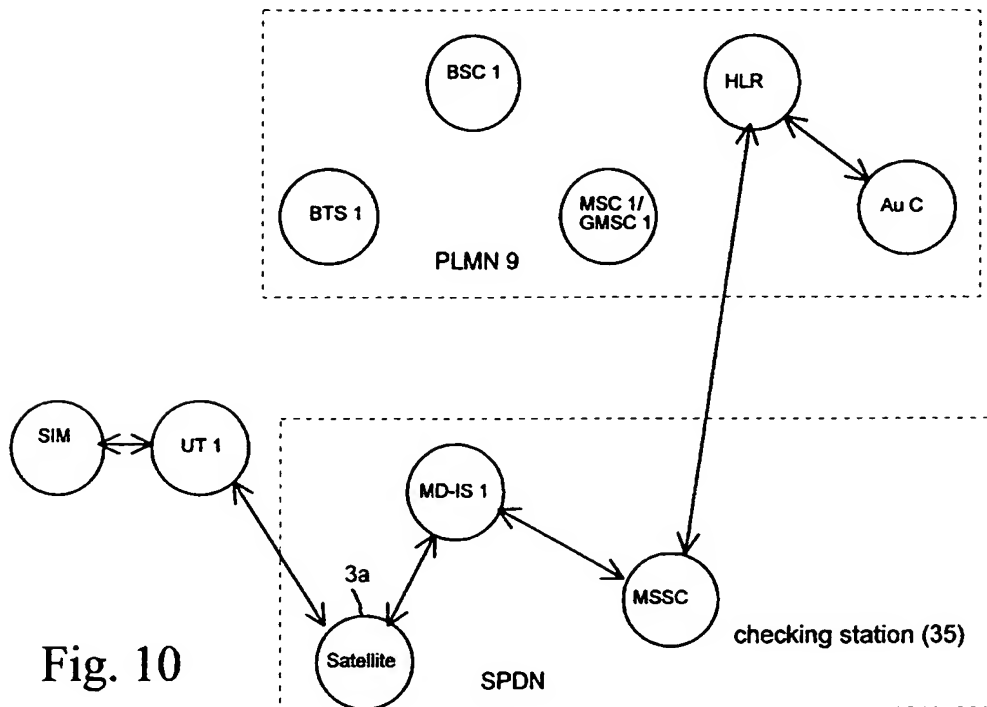 BSC 1
HLR
BTS 1
MSC 1/
GMSC 1
Au C
PLMN 9
SIM
UT 1
MD-IS 1
3a
MSSC
checking station (35)
Satellite
SPDN
Fig. 10